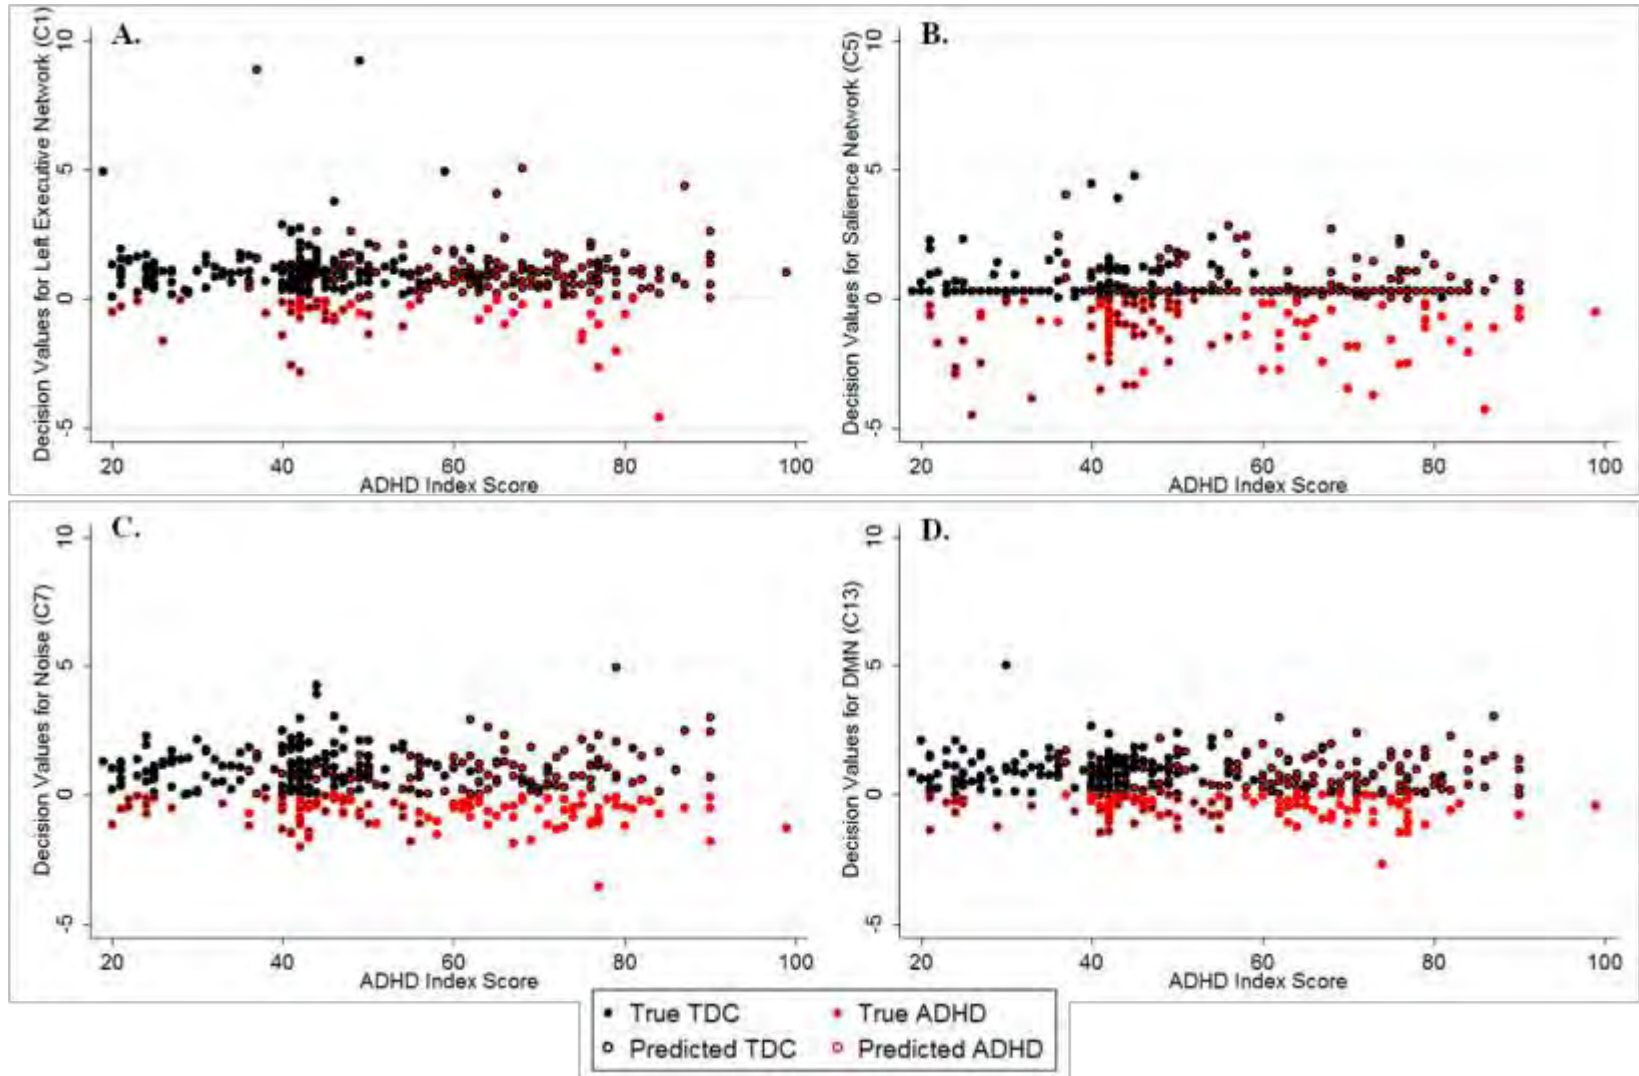 A.
Decision Values for Left Executive Network (C1)
10
5
0
-5
20 40 60 80 100
ADHD Index Score
B.
Decision Values for Salience Network (C5)
10
5
0
-5
20 40 60 80 100
ADHD Index Score
C.
Decision Values for Noise (C7)
10
5
0
-5
20 40 60 80 100
ADHD Index Score
D.
Decision Values for DMN (C13)
10
5
0
-5
20 40 60 80 100
ADHD Index Score
True TDC True ADHD
Predicted TDC Predicted ADHD